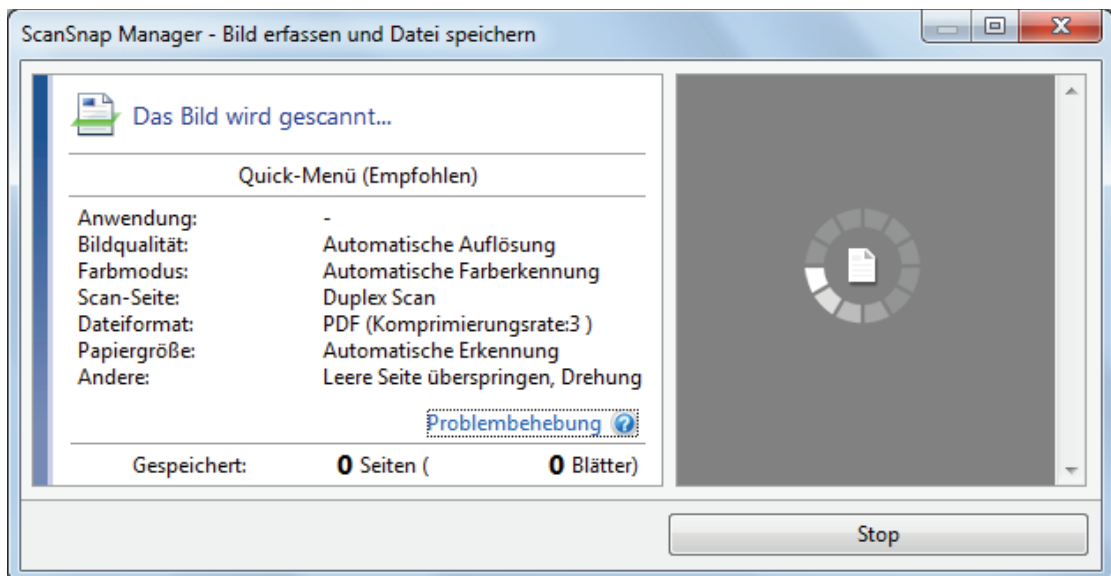 ScanSnap Manager - Bild erfassen und Datei speichern
Das Bild wird gescannt...
Quick-Menü (Empfohlen)
Anwendung: -
Bildqualität: Automatische Auflösung
Farbmodus: Automatische Farberkennung
Scan-Seite: Duplex Scan
Dateiformat: PDF (Komprimierungsrate:3 )
Papiergröße: Automatische Erkennung
Andere: Leere Seite überspringen, Drehung
Problembehebung
Gespeichert: 0 Seiten ( 0 Blätter)
Stop